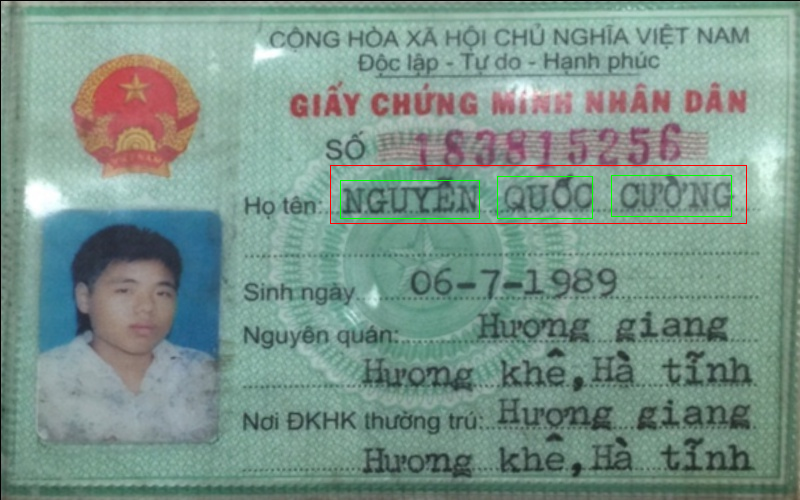 CỘNG HÒA XÃ HỘI CHỦ NGHĨA VIỆT NAM
Độc lập - Tự do - Hạnh phúc
GIẤY CHỨNG MINH NHÂN DÂN
SỐ 183815256
Họ tên: NGUYỄN QUỐC CƯỜNG
Sinh ngày 06-7-1989
Nguyên quán: Hương giang
Hương khê, Hà tĩnh
Nơi ĐKHK thường trú: Hương giang
Hương khê, Hà tĩnh